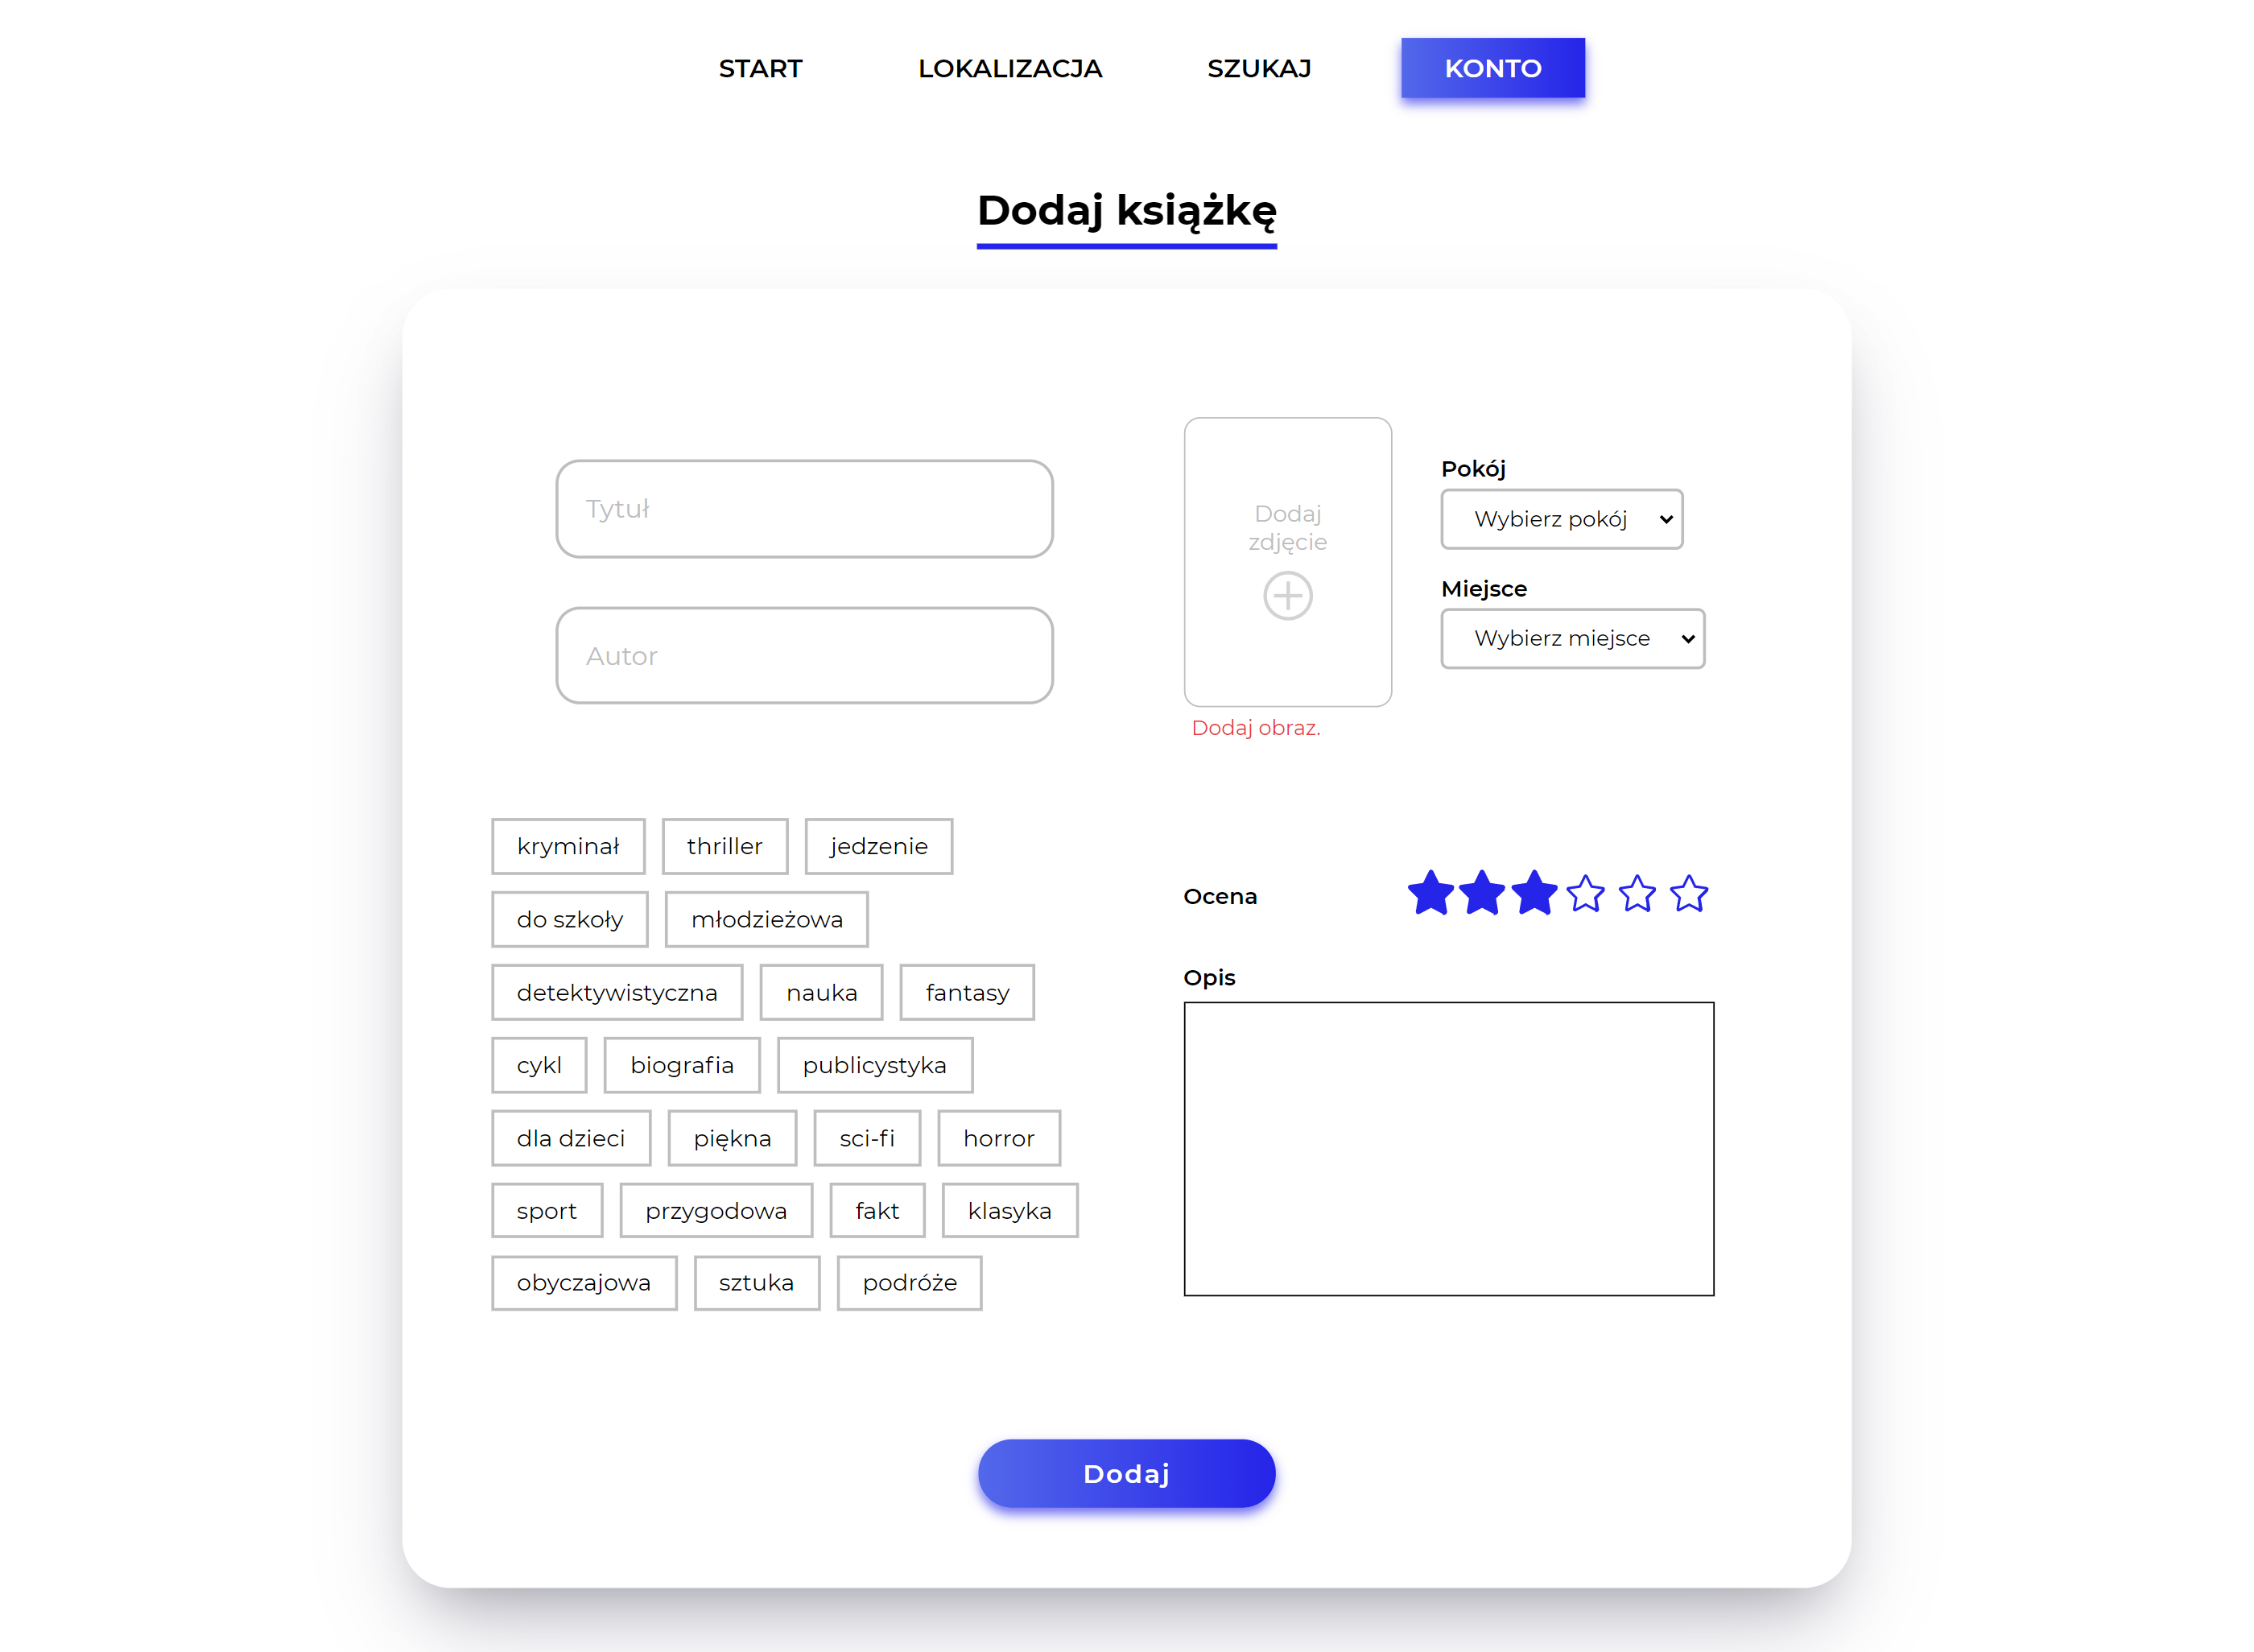 START LOKALIZACJA SZUKAJ KONTO
Dodaj książkę
Tytuł
Autor
Dodaj
zdjęcie
Dodaj obraz.
Pokój
Wybierz pokój
Miejsce
Wybierz miejsce
kryminał thriller jedzenie
do szkoły młodzieżowa
detektywistyczna nauka fantasy
cykl biografia publicystyka
dla dzieci piękna sci-fi horror
sport przygodowa fakt klasyka
obyczajowa sztuka podróże
Ocena
Opis
Dodaj